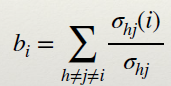 b_i = \sum_{h \neq j \neq i} \frac{\sigma_{hj}(i)}{\sigma_{hj}}